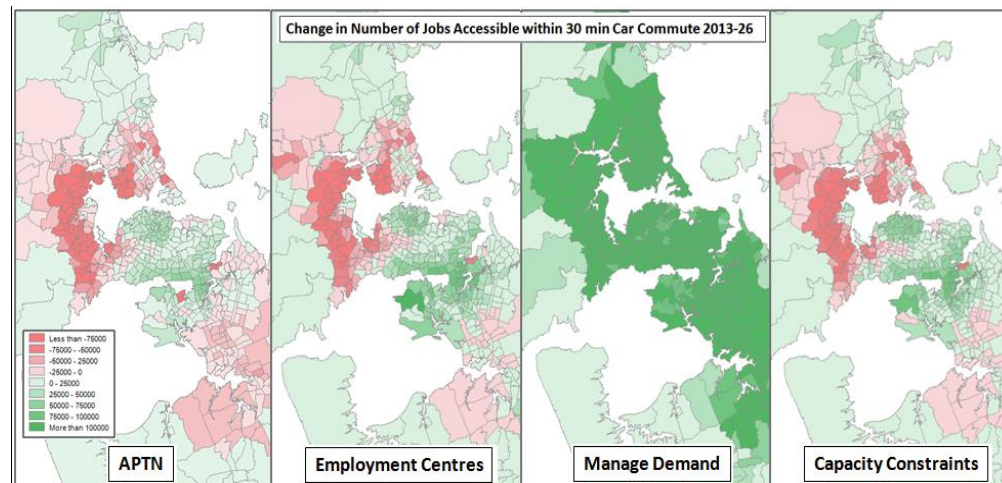 Change in Number of Jobs Accessible within 30 min Car Commute 2013-26
Less than -75000
-75000 - -50000
-50000 - 25000
-25000 - 0
0 - 25000
25000 - 50000
50000 - 75000
75000 - 100000
More than 100000
APTN
Employment Centres
Manage Demand
Capacity Constraints